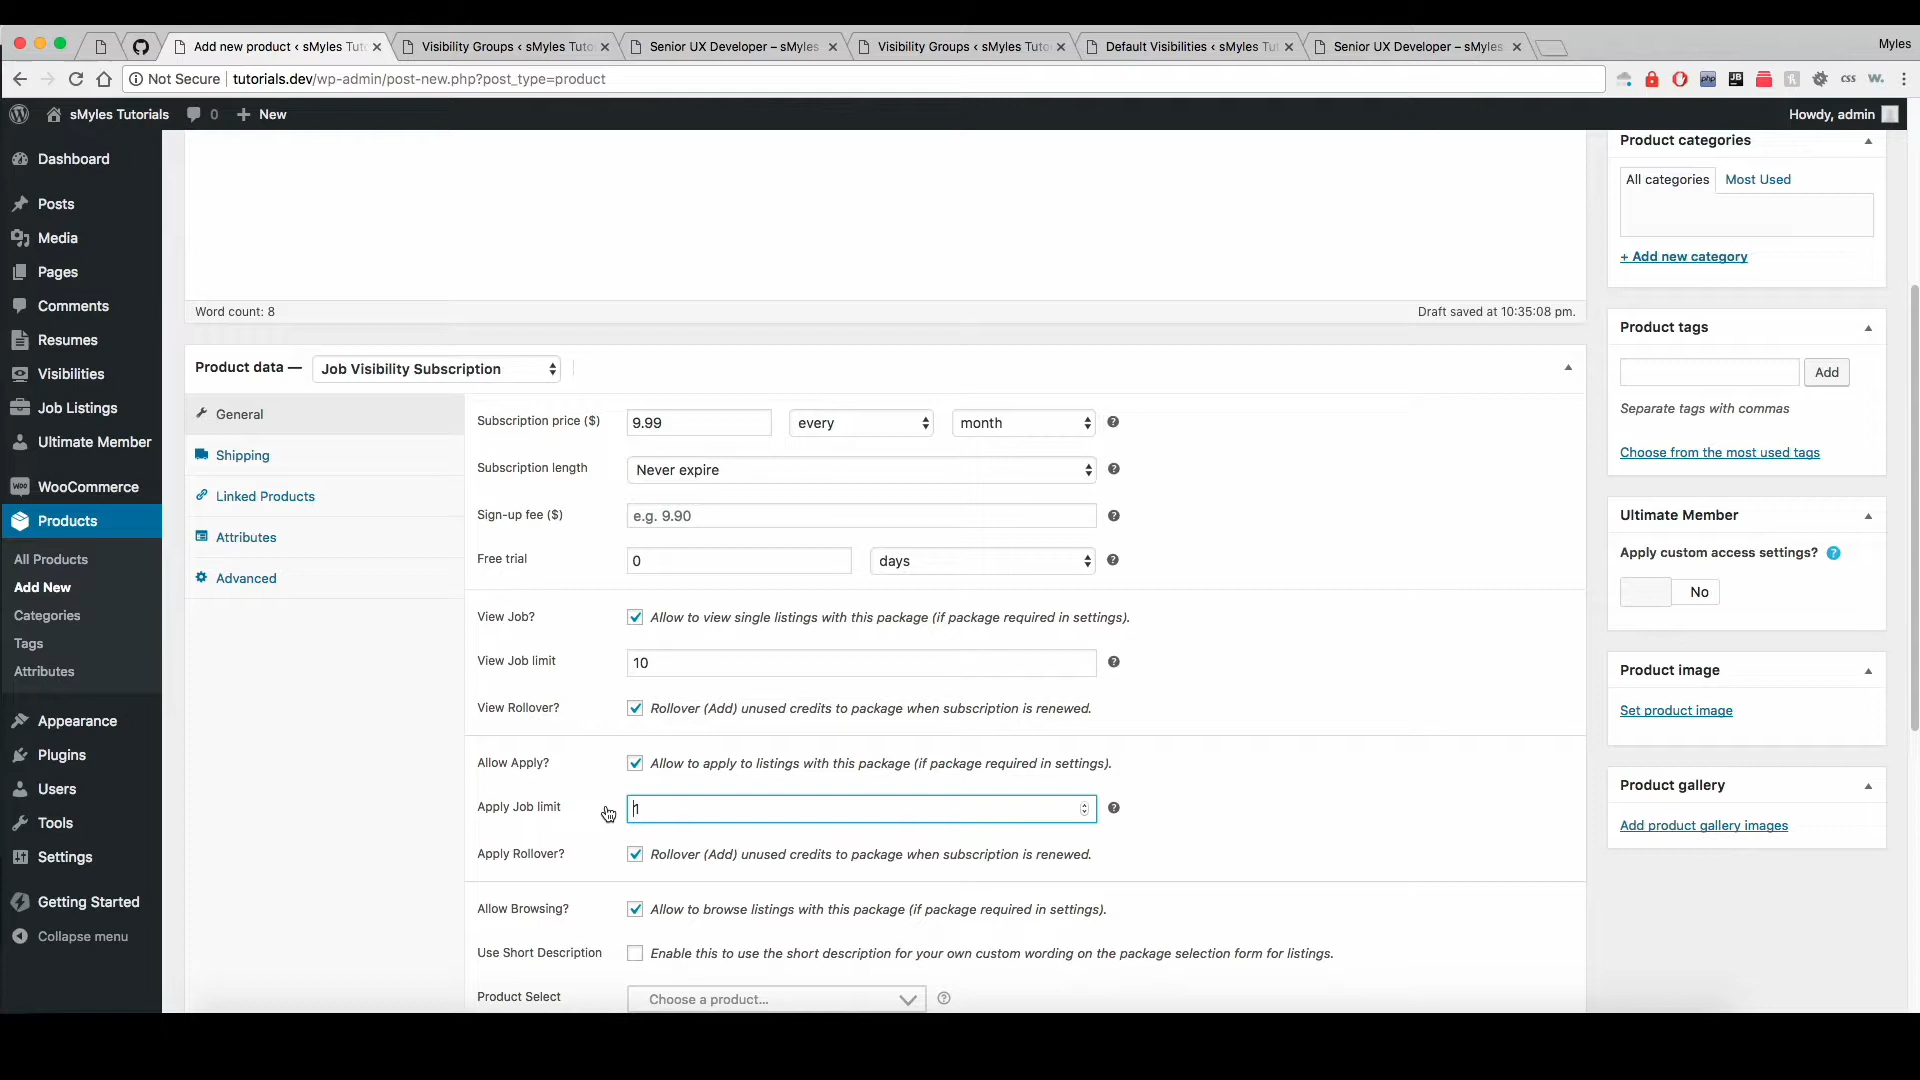 Add new product ‹ sMyles Tuto
Visibility Groups ‹ sMyles Tuto
Senior UX Developer – sMyles
Visibility Groups ‹ sMyles Tuto
Default Visibilities ‹ sMyles Tu
Senior UX Developer – sMyles
Myles
Not Secure
tutorials.dev/wp-admin/post-new.php?post_type=product
php
JB
css
w.
sMyles Tutorials
0
New
Howdy, admin
Dashboard
Posts
Media
Pages
Comments
Resumes
Visibilities
Job Listings
Ultimate Member
WooCommerce
Products
All Products
Add New
Categories
Tags
Attributes
Appearance
Plugins
Users
Tools
Settings
Getting Started
Collapse menu
Word count: 8
Draft saved at 10:35:08 pm.
Product data —
Job Visibility Subscription
General
Shipping
Linked Products
Attributes
Advanced
Subscription price ($)
9.99
every
month
Subscription length
Never expire
Sign-up fee ($)
e.g. 9.90
Free trial
0
days
View Job?
Allow to view single listings with this package (if package required in settings).
View Job limit
10
View Rollover?
Rollover (Add) unused credits to package when subscription is renewed.
Allow Apply?
Allow to apply to listings with this package (if package required in settings).
Apply Job limit
1
Apply Rollover?
Rollover (Add) unused credits to package when subscription is renewed.
Allow Browsing?
Allow to browse listings with this package (if package required in settings).
Use Short Description
Enable this to use the short description for your own custom wording on the package selection form for listings.
Product Select
Choose a product...
Product categories
All categories
Most Used
+ Add new category
Product tags
Add
Separate tags with commas
Choose from the most used tags
Ultimate Member
Apply custom access settings?
No
Product image
Set product image
Product gallery
Add product gallery images